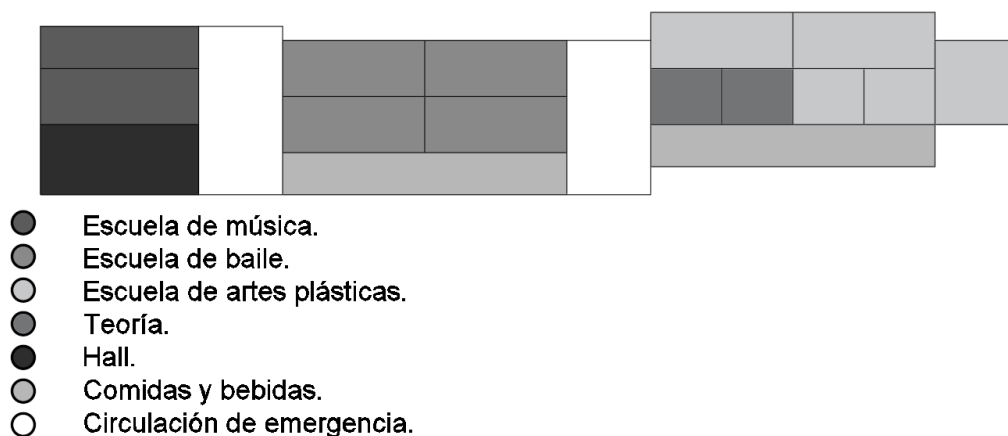 Escuela de música.
Escuela de baile.
Escuela de artes plásticas.
Teoría.
Hall.
Comidas y bebidas.
Circulación de emergencia.